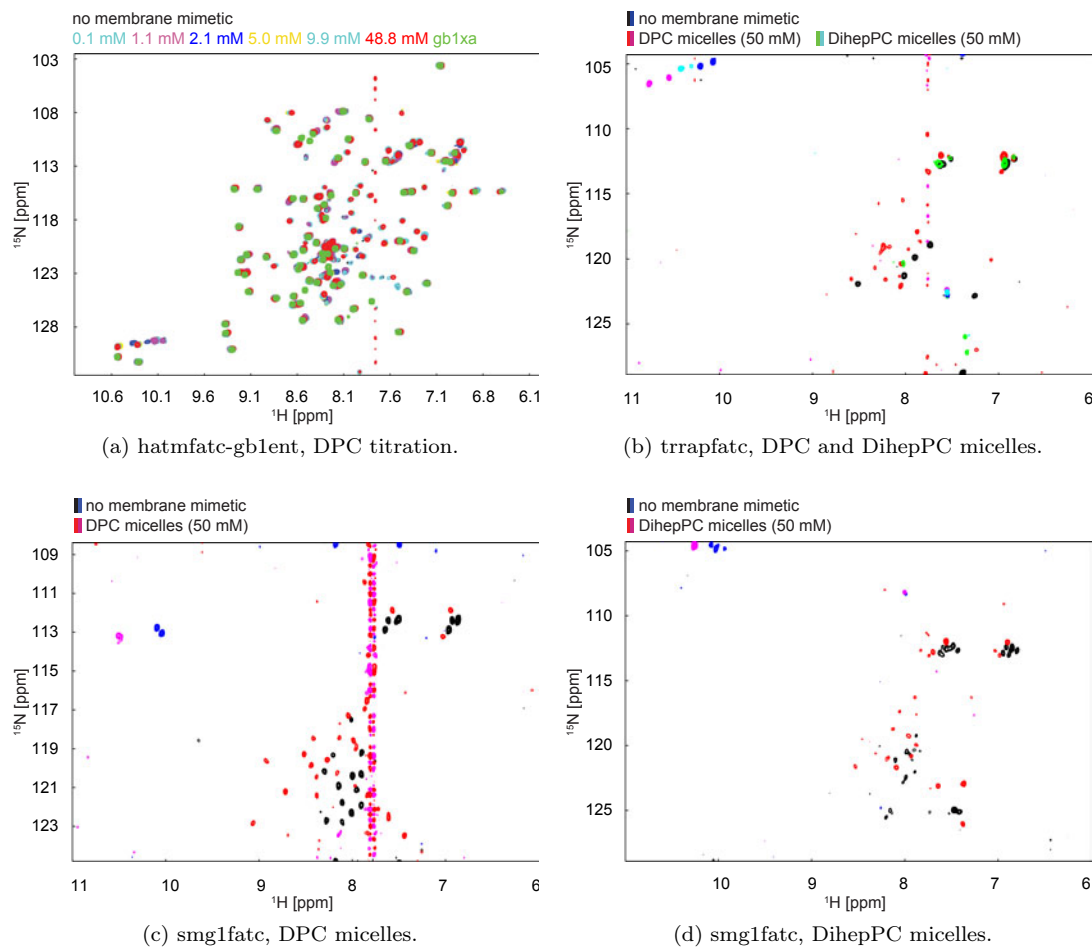 no membrane mimetic
0.1 mM 1.1 mM 2.1 mM 5.0 mM 9.9 mM 48.8 mM gb1xa
103
108
113
118
123
128
15N [ppm]
10.6 10.1 9.6 9.1 8.6 8.1 7.6 7.1 6.8 6.1
1H [ppm]
(a) hatmfatc-gb1ent, DPC titration.
no membrane mimetic
DPC micelles (50 mM) DihepPC micelles (50 mM)
105
110
115
120
125
15N [ppm]
11 10 9 8 7 6
1H [ppm]
(b) trrapfatc, DPC and DihepPC micelles.
no membrane mimetic
DPC micelles (50 mM)
109
111
113
115
117
119
121
123
15N [ppm]
11 10 9 8 7 6
1H [ppm]
(c) smg1fatc, DPC micelles.
no membrane mimetic
DihepPC micelles (50 mM)
105
110
115
120
125
15N [ppm]
10 9 8 7 6
1H [ppm]
(d) smg1fatc, DihepPC micelles.